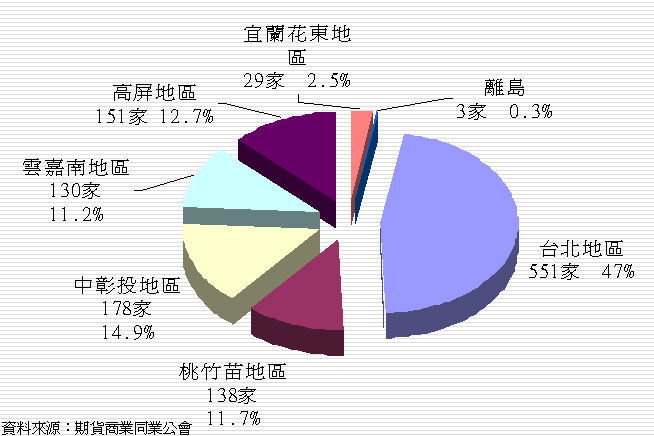 宜蘭花東地
區
29家 2.5%
離島
3家 0.3%
高屏地區
151家 12.7%
雲嘉南地區
130家
11.2%
台北地區
551家 47%
中彰投地區
178家
14.9%
桃竹苗地區
138家
11.7%
資料來源：期貨商業同業公會